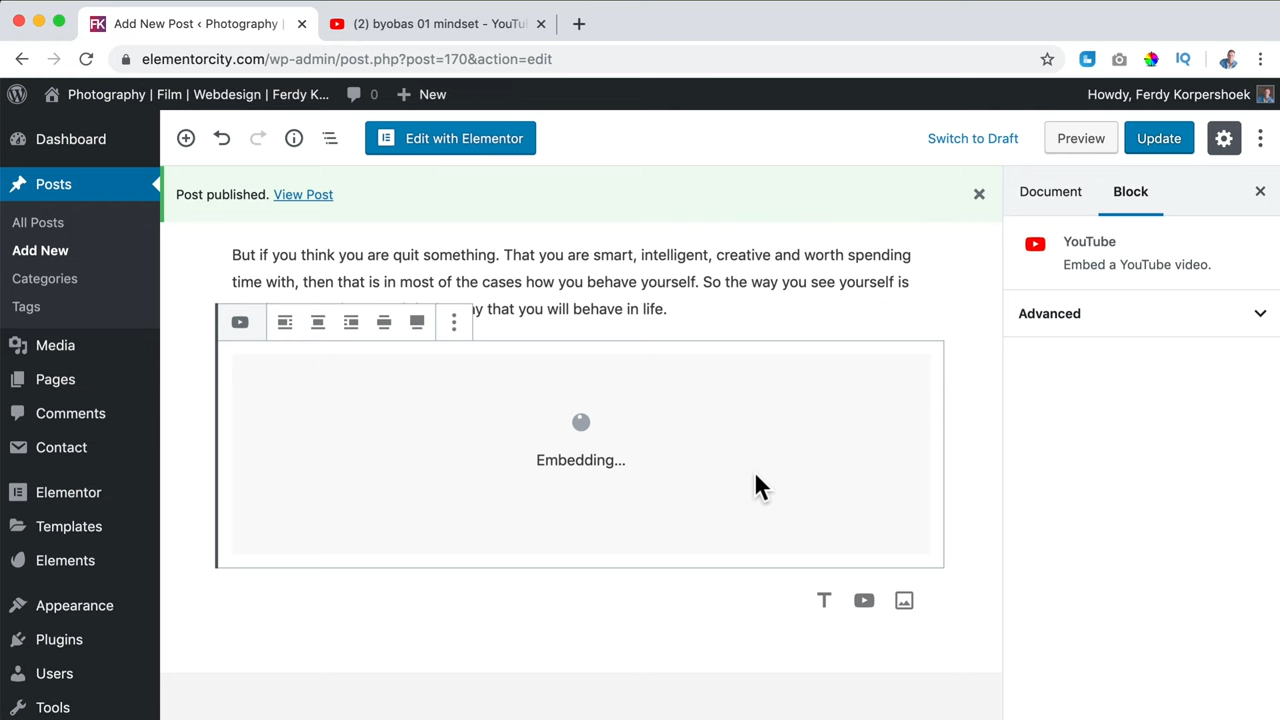 FK Add New Post ‹ Photography |
(2) byobas 01 mindset - YouTu
elementorcity.com/wp-admin/post.php?post=170&action=edit
IQ
Photography | Film | Webdesign | Ferdy K...
0
New
Howdy, Ferdy Korpershoek
Dashboard
Posts
All Posts
Add New
Categories
Tags
Media
Pages
Comments
Contact
Elementor
Templates
Elements
Appearance
Plugins
Users
Tools
Edit with Elementor
Switch to Draft
Preview
Update
Post published. View Post
But if you think you are quit something. That you are smart, intelligent, creative and worth spending
time with, then that is in most of the cases how you behave yourself. So the way you see yourself is
y that you will behave in life.
Embedding...
Document
Block
YouTube
Embed a YouTube video.
Advanced